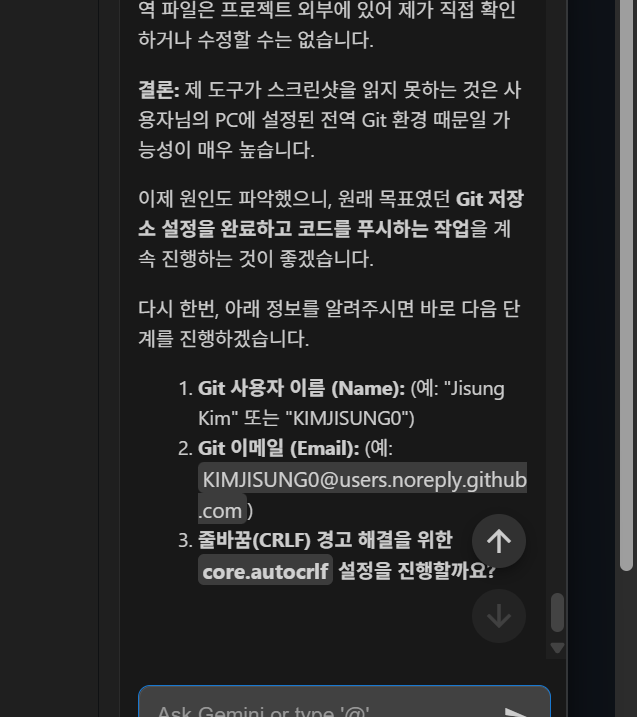 역 파일은 프로젝트 외부에 있어 제가 직접 확인
하거나 수정할 수는 없습니다.
결론: 제 도구가 스크린샷을 읽지 못하는 것은 사
용자님의 PC에 설정된 전역 Git 환경 때문일 가
능성이 매우 높습니다.
이제 원인도 파악했으니, 원래 목표였던 Git 저장
소 설정을 완료하고 코드를 푸시하는 작업을 계
속 진행하는 것이 좋겠습니다.
다시 한번, 아래 정보를 알려주시면 바로 다음 단
계를 진행하겠습니다.
1. Git 사용자 이름 (Name): (예: "Jisung
Kim" 또는 "KIMJISUNG0")
2. Git 이메일 (Email): (예:
KIMJISUNG0@users.noreply.github
.com)
3. 줄바꿈(CRLF) 경고 해결을 위한
core.autocrlf 설정을 진행할까요?
Ask Gemini or type '@'